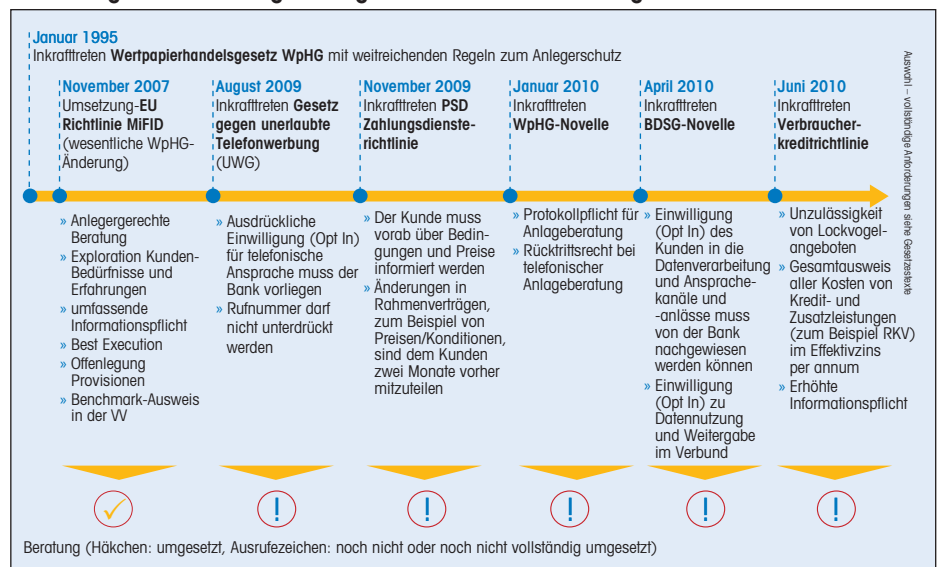 Januar 1995
Inkrafttreten Wertpapierhandelsgesetz WpHG mit weitreichenden Regeln zum Anlegerschutz
November 2007
Umsetzung-EU
Richtlinie MiFID
(wesentliche WpHG-
Änderung)
August 2009
Inkrafttreten Gesetz
gegen unerlaubte
Telefonwerbung
(UWG)
November 2009
Inkrafttreten PSD
Zahlungsdienste-
richtlinie
Januar 2010
Inkrafttreten
WpHG-Novelle
April 2010
Inkrafttreten
BDSG-Novelle
Juni 2010
Inkrafttreten
Verbraucher-
kreditrichtlinie
Auswahl – vollständige Anforderungen siehe Gesetzestexte
» Anlegergerechte
Beratung
» Exploration Kunden-
Bedürfnisse und
Erfahrungen
» umfassende
Informationspflicht
» Best Execution
» Offenlegung
Provisionen
» Benchmark-Ausweis
in der VV
» Ausdrückliche
Einwilligung (Opt In)
für telefonische
Ansprache muss der
Bank vorliegen
» Rufnummer darf
nicht unterdrückt
werden
» Der Kunde muss
vorab über Bedin-
gungen und Preise
informiert werden
» Änderungen in
Rahmenverträgen,
zum Beispiel von
Preisen/Konditionen,
sind dem Kunden
zwei Monate vorher
mitzuteilen
» Protokollpflicht für
Anlageberatung
» Rücktrittsrecht bei
telefonischer
Anlageberatung
» Einwilligung
(Opt In) des
Kunden in die
Datenverarbeitung
und Ansprache-
kanäle und
-anlässe muss
von der Bank
nachgewiesen
werden können
» Einwilligung
(Opt In) zu
Datennutzung
und Weitergabe
im Verbund
» Unzulässigkeit
von Lockvogel-
angeboten
» Gesamtausweis
aller Kosten von
Kredit- und
Zusatzleistungen
(zum Beispiel RKV)
im Effektivzins
per annum
» Erhöhte
Informationspflicht
!
!
!
!
!
Beratung (Häkchen: umgesetzt, Ausrufezeichen: noch nicht oder noch nicht vollständig umgesetzt)